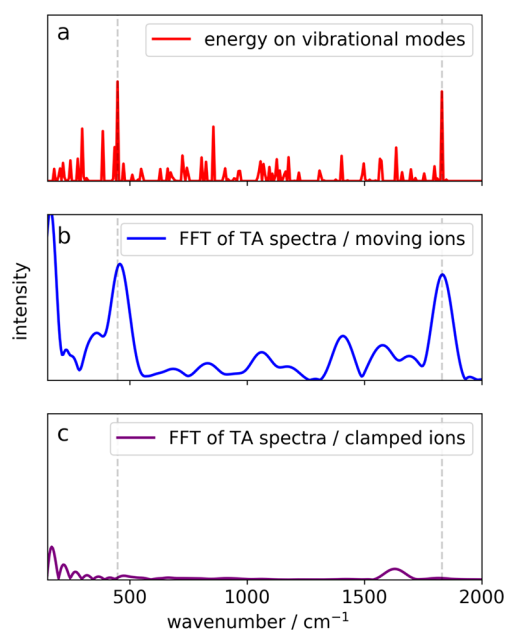 a
energy on vibrational modes
b
FFT of TA spectra / moving ions
intensity
c
FFT of TA spectra / clamped ions
500 1000 1500 2000
wavenumber / cm⁻¹